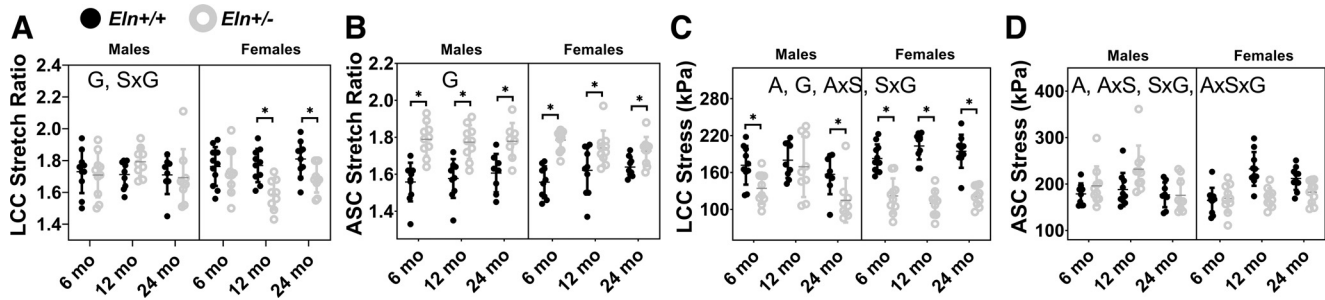 A
Eln+/+
Eln+/-
Males
Females
LCC Stretch Ratio
2.4
2.2
2.0
1.8
1.6
1.4
G, SxG
*
*
6 mo
12 mo
24 mo
6 mo
12 mo
24 mo
B
Males
Females
ASC Stretch Ratio
2.2
2.0
1.8
1.6
1.4
G
*
*
*
*
*
*
6 mo
12 mo
24 mo
6 mo
12 mo
24 mo
C
Males
Females
LCC Stress (kPa)
280
220
160
100
A, G, AxS, SxG
*
*
*
*
*
6 mo
12 mo
24 mo
6 mo
12 mo
24 mo
D
Males
Females
ASC Stress (kPa)
400
300
200
100
A, AxS, SxG, AxSxG
6 mo
12 mo
24 mo
6 mo
12 mo
24 mo